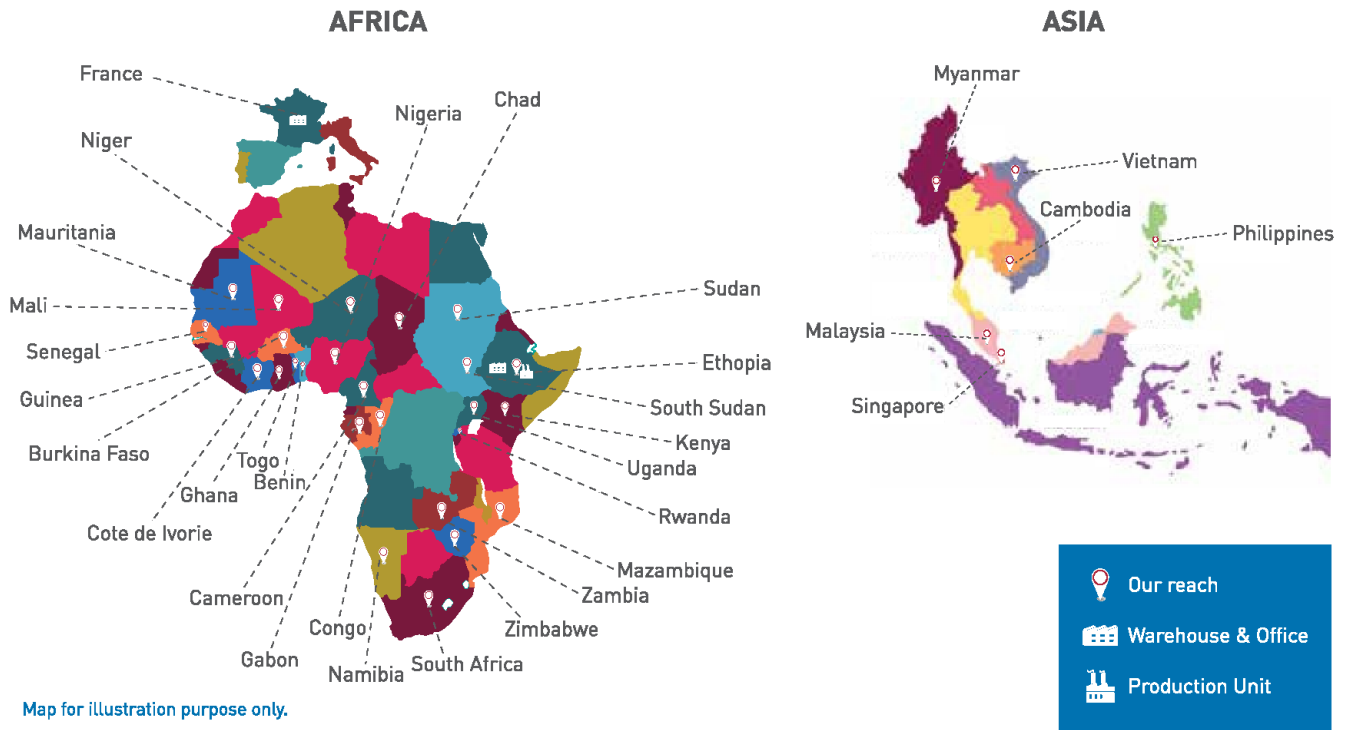 AFRICA
France
Niger
Nigeria
Chad
Mauritania
Mali
Senegal
Guinea
Burkina Faso
Cote de Ivorie
Ghana
Togo
Benin
Cameroon
Gabon
Congo
Namibia
South Africa
Zimbabwe
Zambia
Mazambique
Rwanda
Uganda
Kenya
South Sudan
Ethopia
Sudan
ASIA
Myanmar
Vietnam
Cambodia
Philippines
Malaysia
Singapore
Our reach
Warehouse & Office
Production Unit
Map for illustration purpose only.